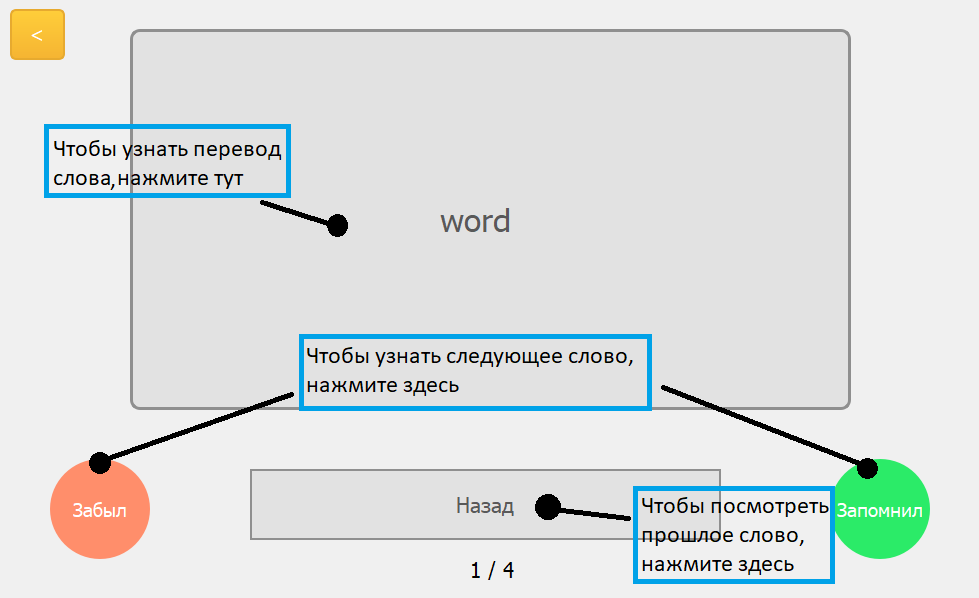 <
Чтобы узнать перевод
слова,нажмите тут
word
Чтобы узнать следующее слово,
нажмите здесь
Забыл
Назад
Чтобы посмотреть
прошлое слово,
нажмите здесь
Запомнил
1 / 4